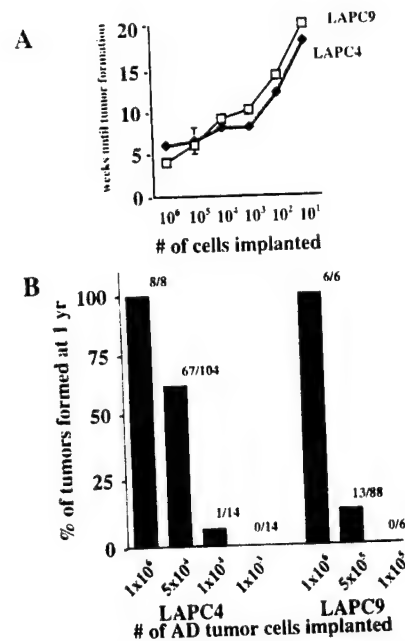 A
weeks until tumor formation
20
15
10
5
0
LAPC9
LAPC4
10⁶ 10⁵ 10⁴ 10³ 10² 10¹
# of cells implanted
B
% of tumors formed at 1 yr
100
75
50
25
0
8/8
67/104
1/14
0/14
6/6
13/88
0/6
1x10⁶ 5x10⁴ 1x10³
1x10⁶ 5x10⁵ 1x10⁵
LAPC4 LAPC9
# of AD tumor cells implanted